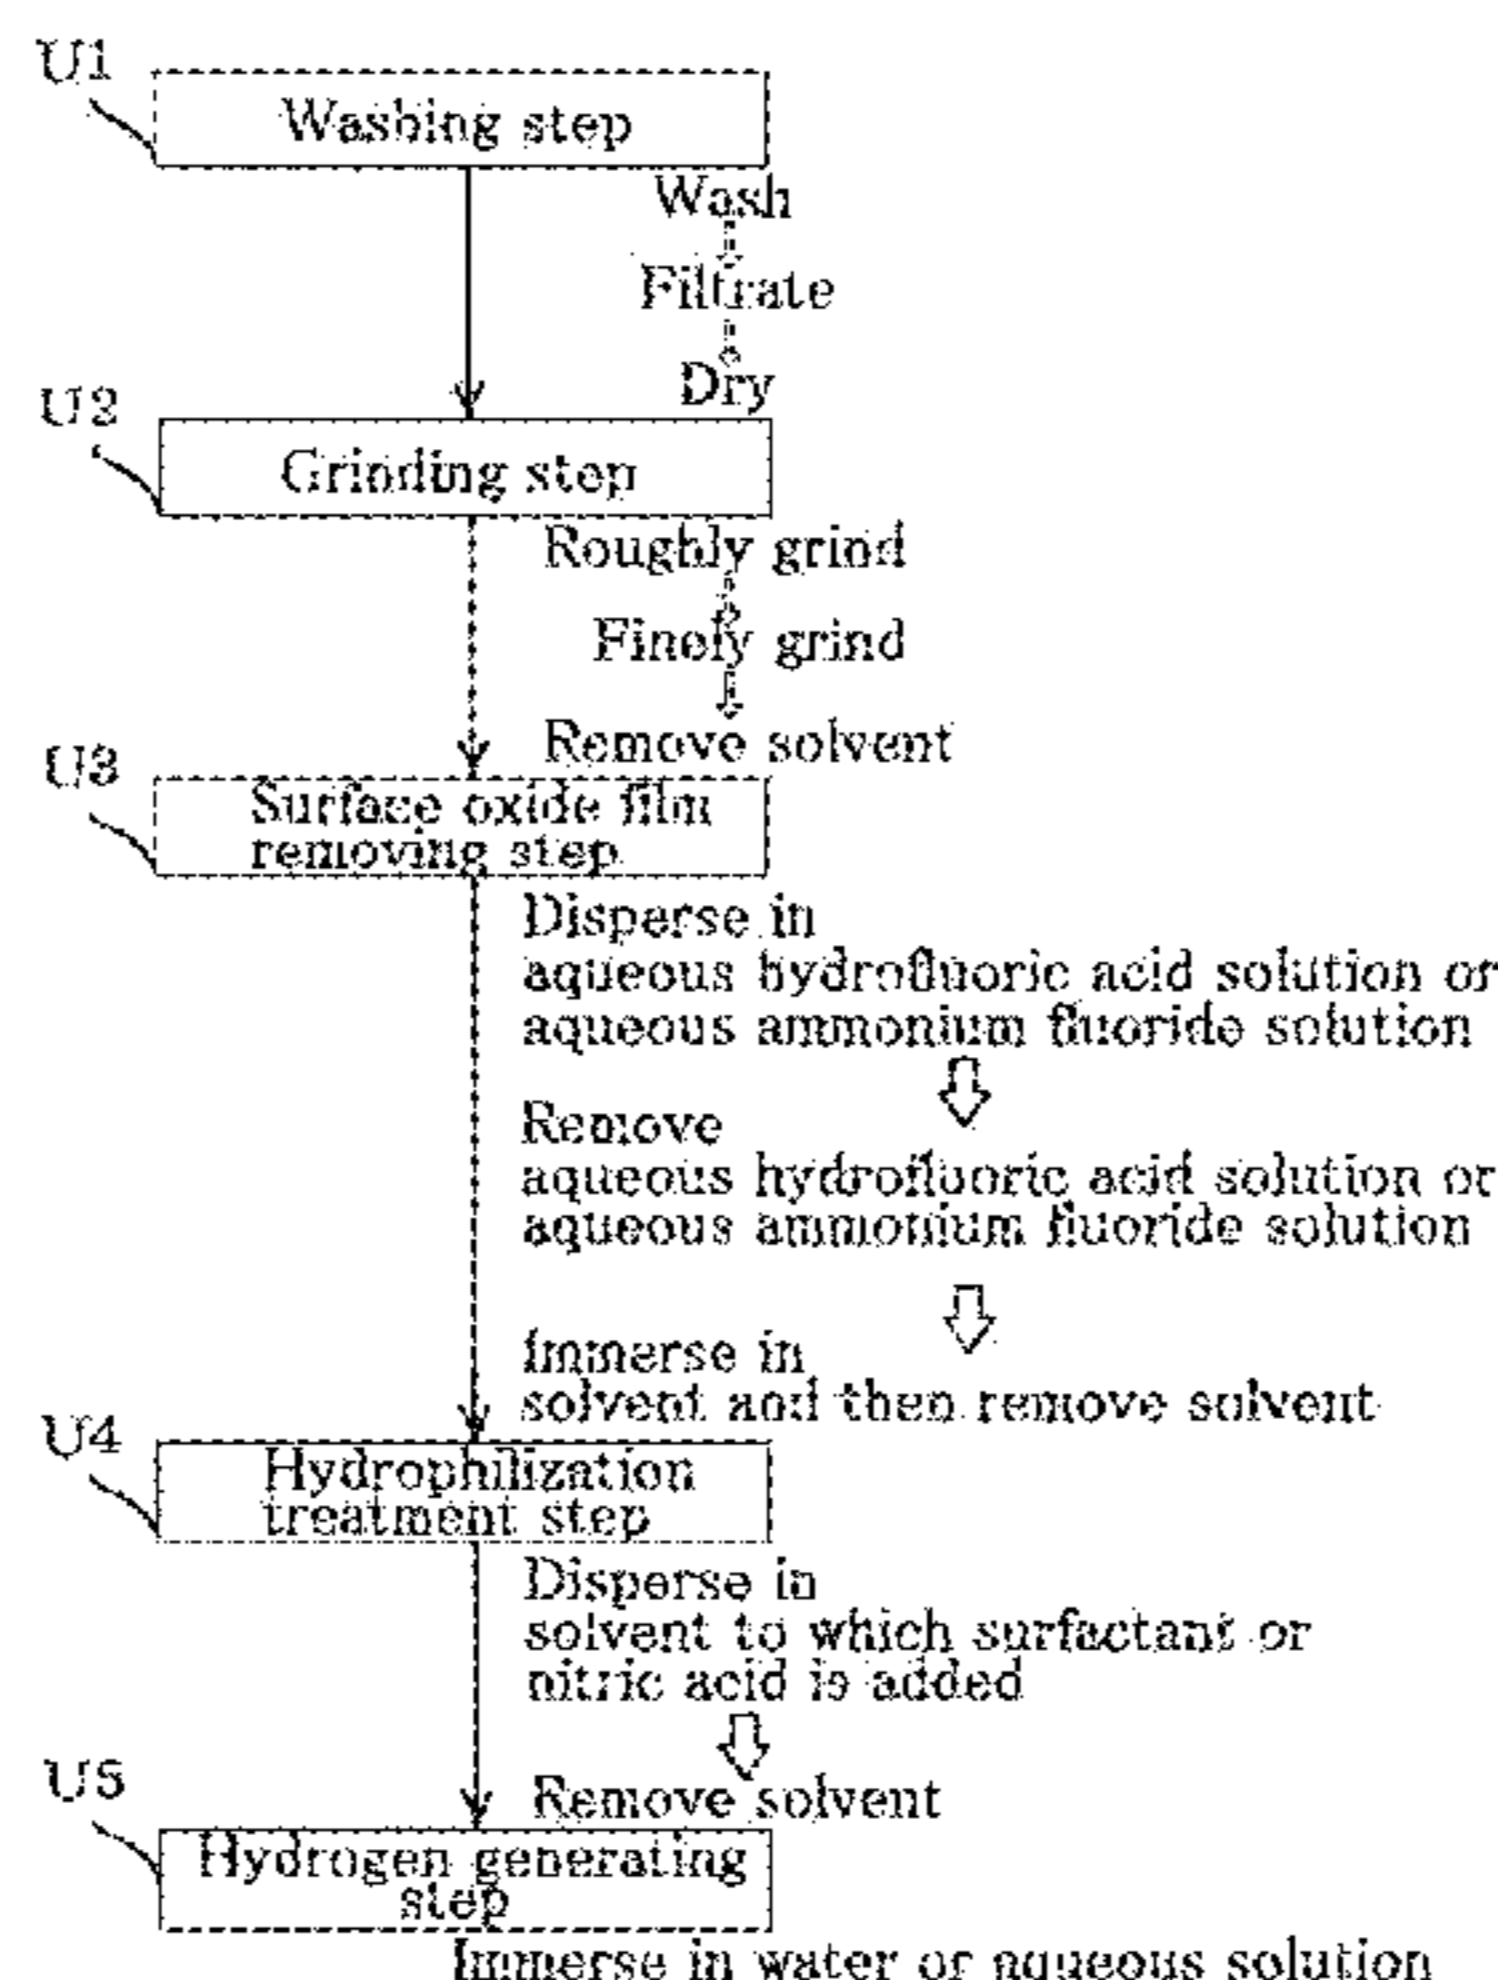 U1
Washing step
Wash
Filtrate
Dry
U2
Grinding step
Roughly grind
Finely grind
Remove solvent
U3
Surface oxide film
removing step
Disperse in
aqueous hydrofluoric acid solution or
aqueous ammonium fluoride solution
Remove
aqueous hydrofluoric acid solution or
aqueous ammonium fluoride solution
Immerse in
solvent and then remove solvent
U4
Hydrophilization
treatment step
Disperse in
solvent to which surfactant or
nitric acid is added
Remove solvent
U5
Hydrogen generating
step
Immerse in water or aqueous solution